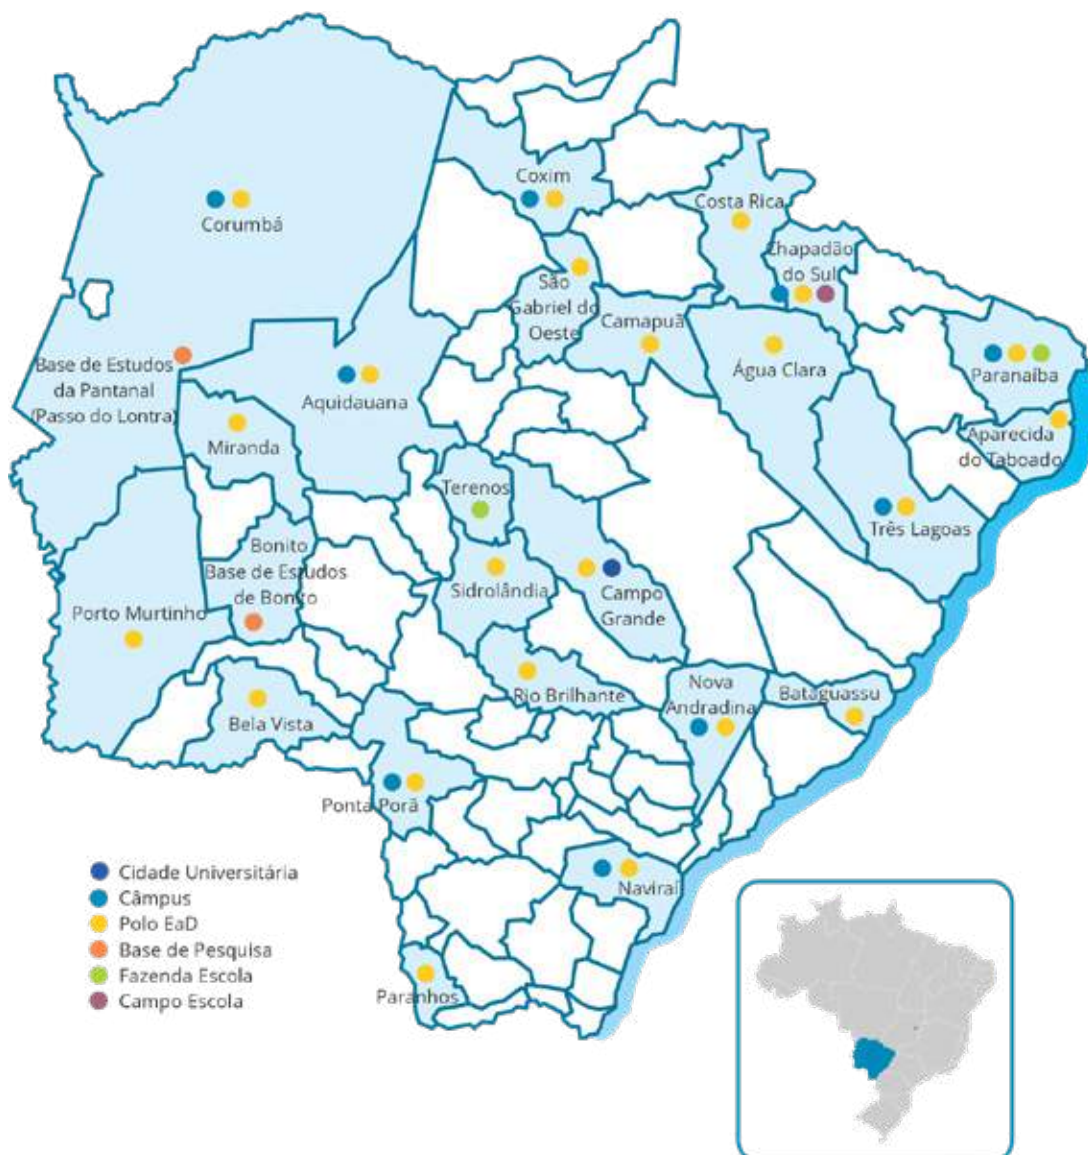 Coxim
Costa Rica
Corumbá
Chapadão
do Sul
São
Gabriel do
Oeste
Camapuã
Base de Estudos
da Pantanal
(Passo do Lontra)
Água Clara
Paranaíba
Aquidauana
Miranda
Aparecida
do Taboado
Terenos
Três Lagoas
Bonito
Base de Estudos
de Bonito
Sidrolândia
Campo
Grande
Porto Murtinho
Nova
Andradina
Rio Brilhante
Bataguassu
Bela Vista
Ponta Porã
Naviraí
Paranhos
Cidade Universitária
Câmpus
Polo EaD
Base de Pesquisa
Fazenda Escola
Campo Escola